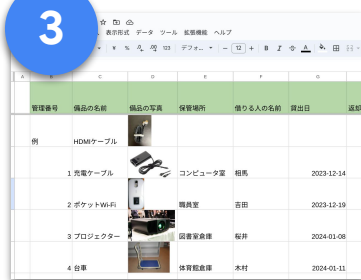 3
表示形式 データ ツール 拡張機能 ヘルプ
¥ % .0 .00 123 デフォ... - 12 + B I A
A C D E F G
管理番号 備品の名前 備品の写真 保管場所 借りる人の名前 貸出日 返却
例 HDMIケーブル
1 充電ケーブル コンピュータ室 相馬 2023-12-14
2 ポケットWi-Fi 職員室 吉田 2023-12-19
3 プロジェクター 図書室倉庫 桜井 2024-01-08
4 台車 体育館倉庫 木村 2024-01-11